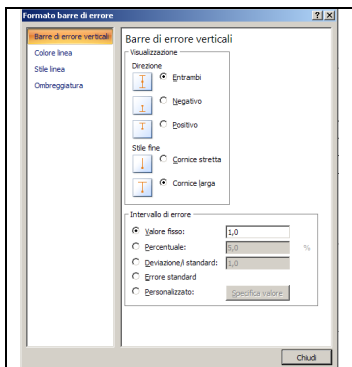 Formato barre di errore
Barre di errore verticali
Colore linea
Stile linea
Ombreggiatura
Barre di errore verticali
Visualizzazione
Direzione
Entrambi
Negativo
Positivo
Stile fine
Cornice stretta
Cornice larga
Intervallo di errore
Valore fisso: 1,0
Percentuale: 5,0 %
Deviazione/i standard: 1,0
Errore standard
Personalizzato: Specifica valore
Chiudi